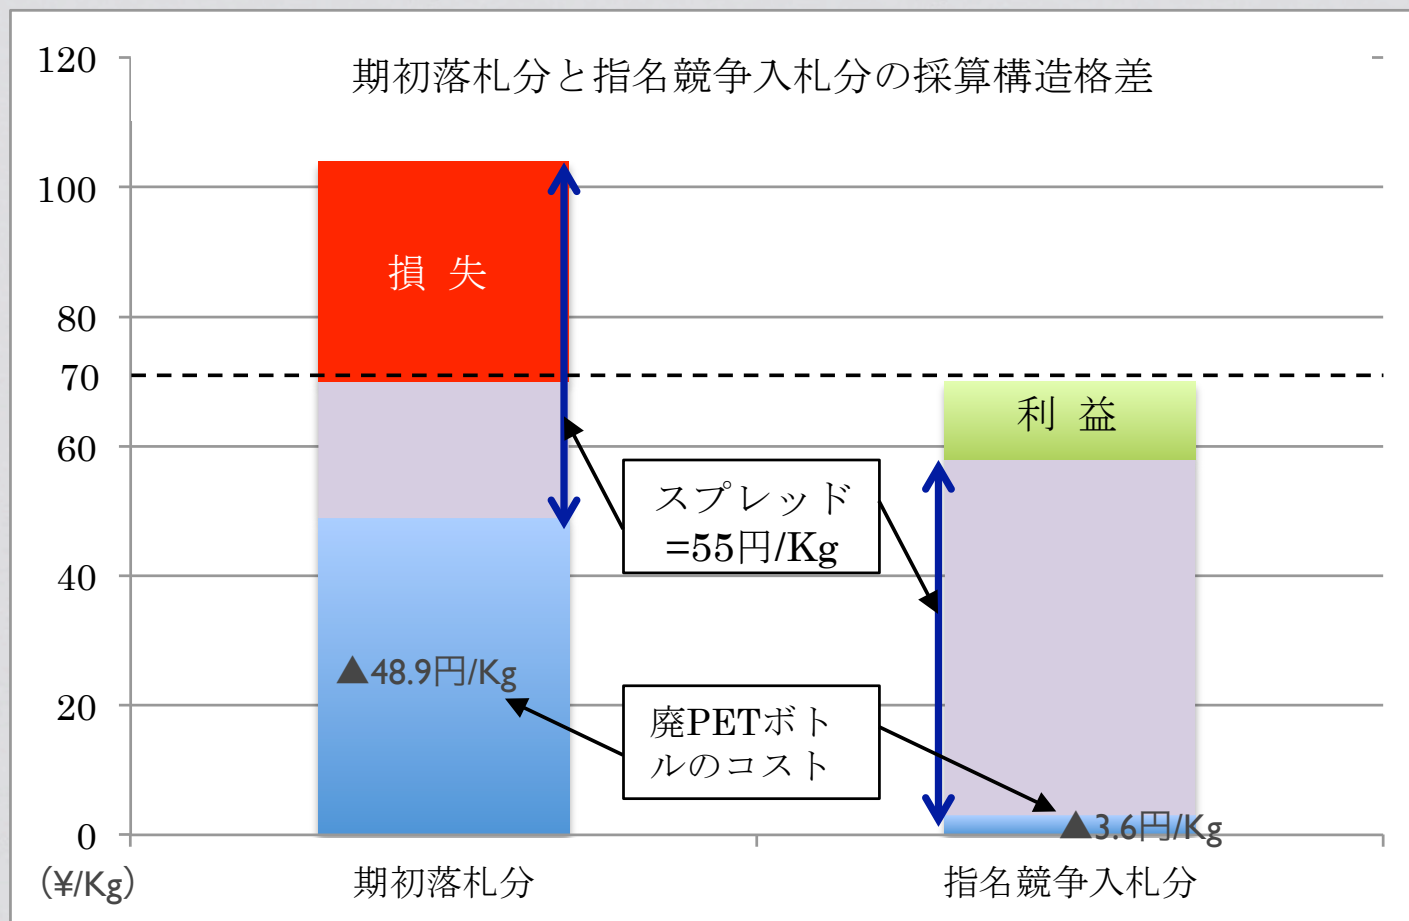 期初落札分と指名競争入札分の採算構造格差
120
100
80
70
60
40
20
0
(¥/Kg)
損 失
利 益
スプレッド
=55円/Kg
▲48.9円/Kg
廃PETボト
ルのコスト
▲3.6円/Kg
期初落札分
指名競争入札分